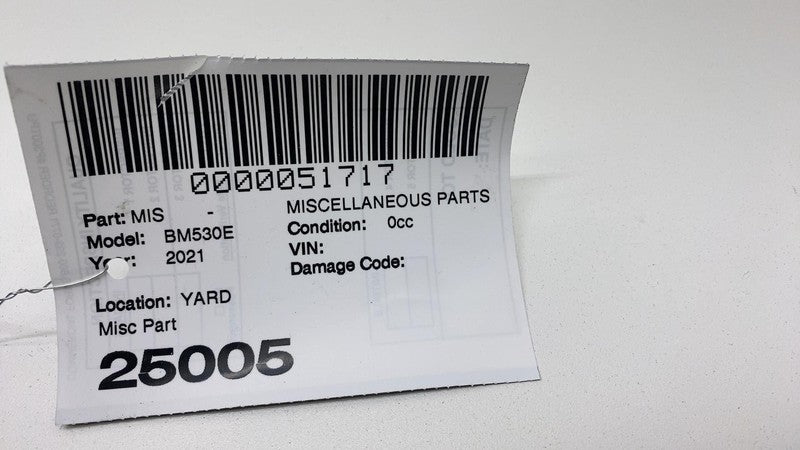 0000051717
Part: MIS - MISCELLANEOUS PARTS
Model: BM530E Condition: 0cc
Year: 2021 VIN:
Damage Code:
Location: YARD
Misc Part
25005